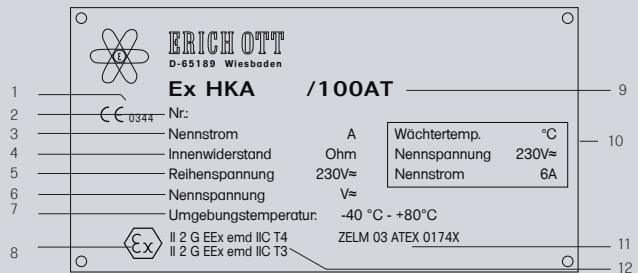 ε
ERICH OTT
D-65189 Wiesbaden
Ex HKA /100AT
9
1
CE 0344
2
Nr.:
3
Nennstrom A
4
Innenwiderstand Ohm
5
Reihenspannung 230V≈
6
Nennspannung V≈
7
Umgebungstemperatur: -40 °C - +80°C
Wächtertemp. °C
Nennspannung 230V≈
Nennstrom 6A
10
8
εx
II 2 G EEx emd IIC T4
II 2 G EEx emd IIC T3
ZELM 03 ATEX 0174X
11
12